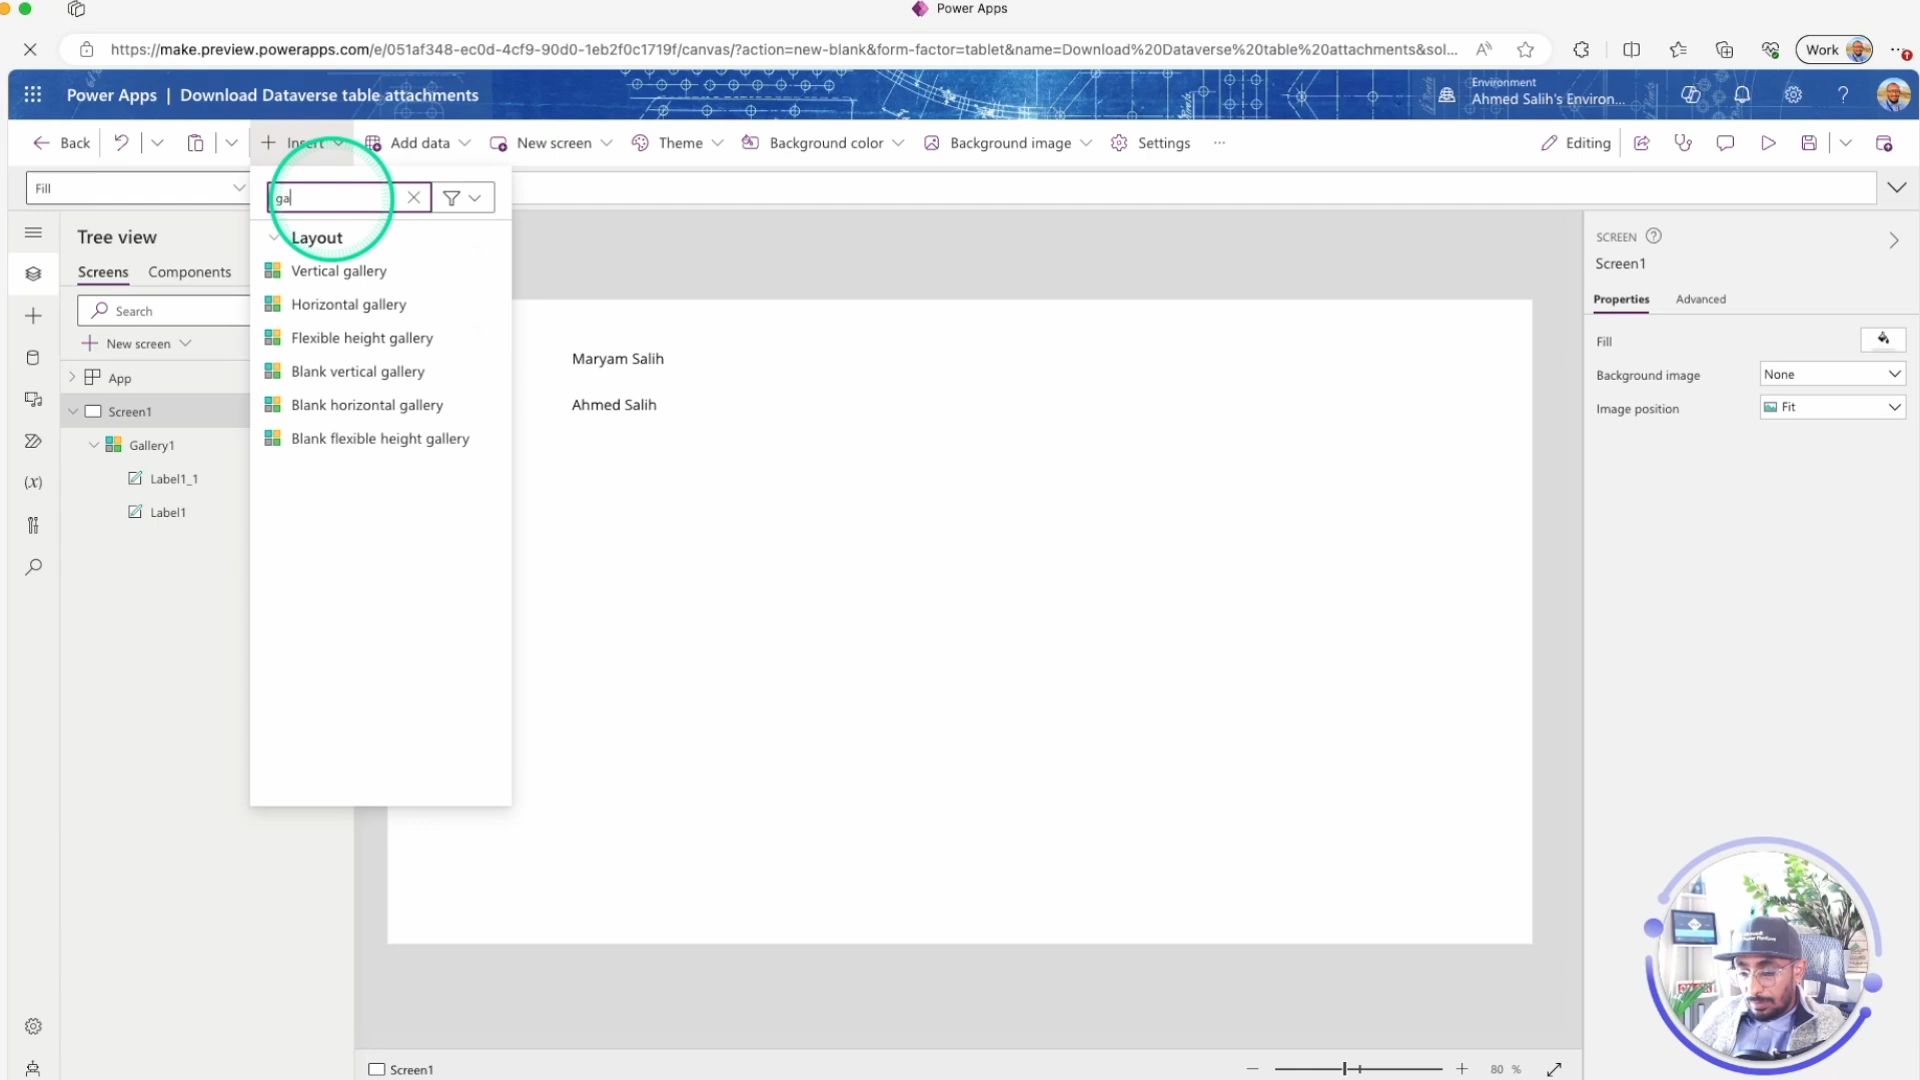 Power Apps
https://make.preview.powerapps.com/e/051af348-ec0d-4cf9-90d0-1eb2f0c1719f/canvas/?action=new-blank&form-factor=tablet&name=Download%20Dataverse%20table%20attachments&sol...
Work
Power Apps | Download Dataverse table attachments
Environment
Ahmed Salih's Environ...
Back
Insert
Add data
New screen
Theme
Background color
Background image
Settings
Editing
Fill
ga
Tree view
Screens
Components
Search
New screen
App
Screen1
Gallery1
Label1_1
Label1
Layout
Vertical gallery
Horizontal gallery
Flexible height gallery
Blank vertical gallery
Blank horizontal gallery
Blank flexible height gallery
Maryam Salih
Ahmed Salih
SCREEN
Screen1
Properties
Advanced
Fill
Background image
None
Image position
Fit
Screen1
80 %